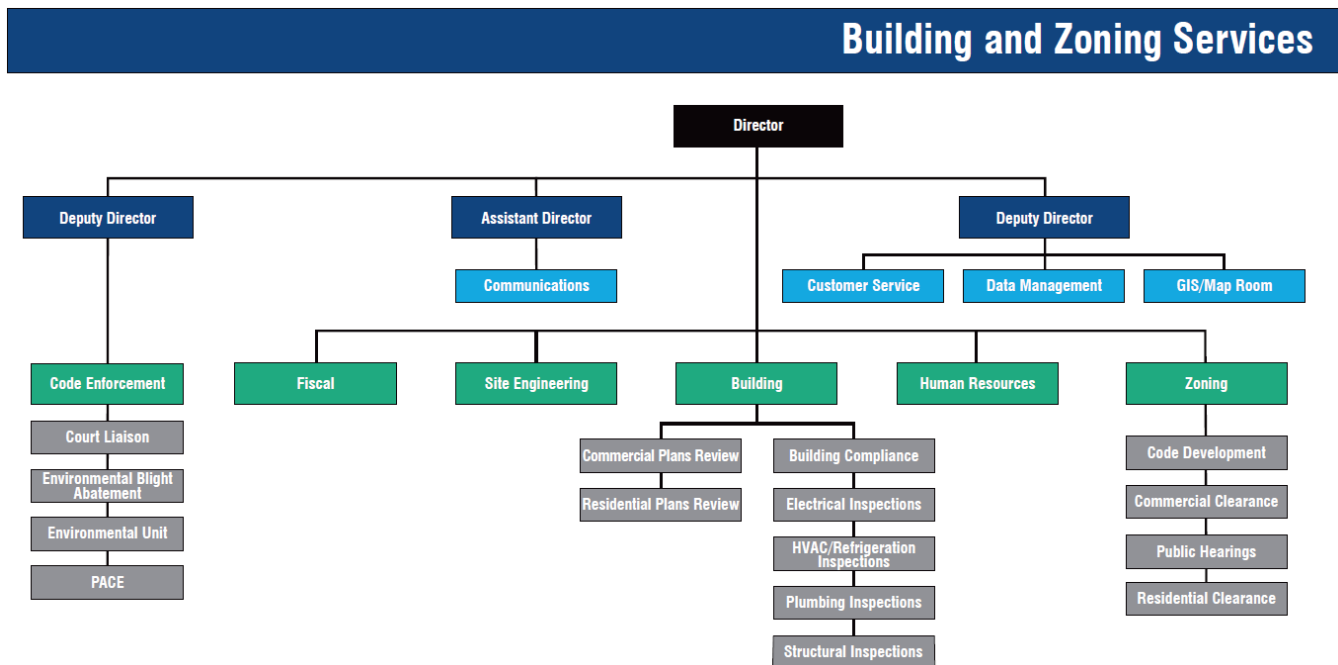 Building and Zoning Services
Director
Deputy Director
Assistant Director
Deputy Director
Communications
Customer Service
Data Management
GIS/Map Room
Code Enforcement
Fiscal
Site Engineering
Building
Human Resources
Zoning
Court Liaison
Environmental Blight
Abatement
Environmental Unit
PACE
Commercial Plans Review
Residential Plans Review
Building Compliance
Electrical Inspections
HVAC/Refrigeration
Inspections
Plumbing Inspections
Structural Inspections
Code Development
Commercial Clearance
Public Hearings
Residential Clearance